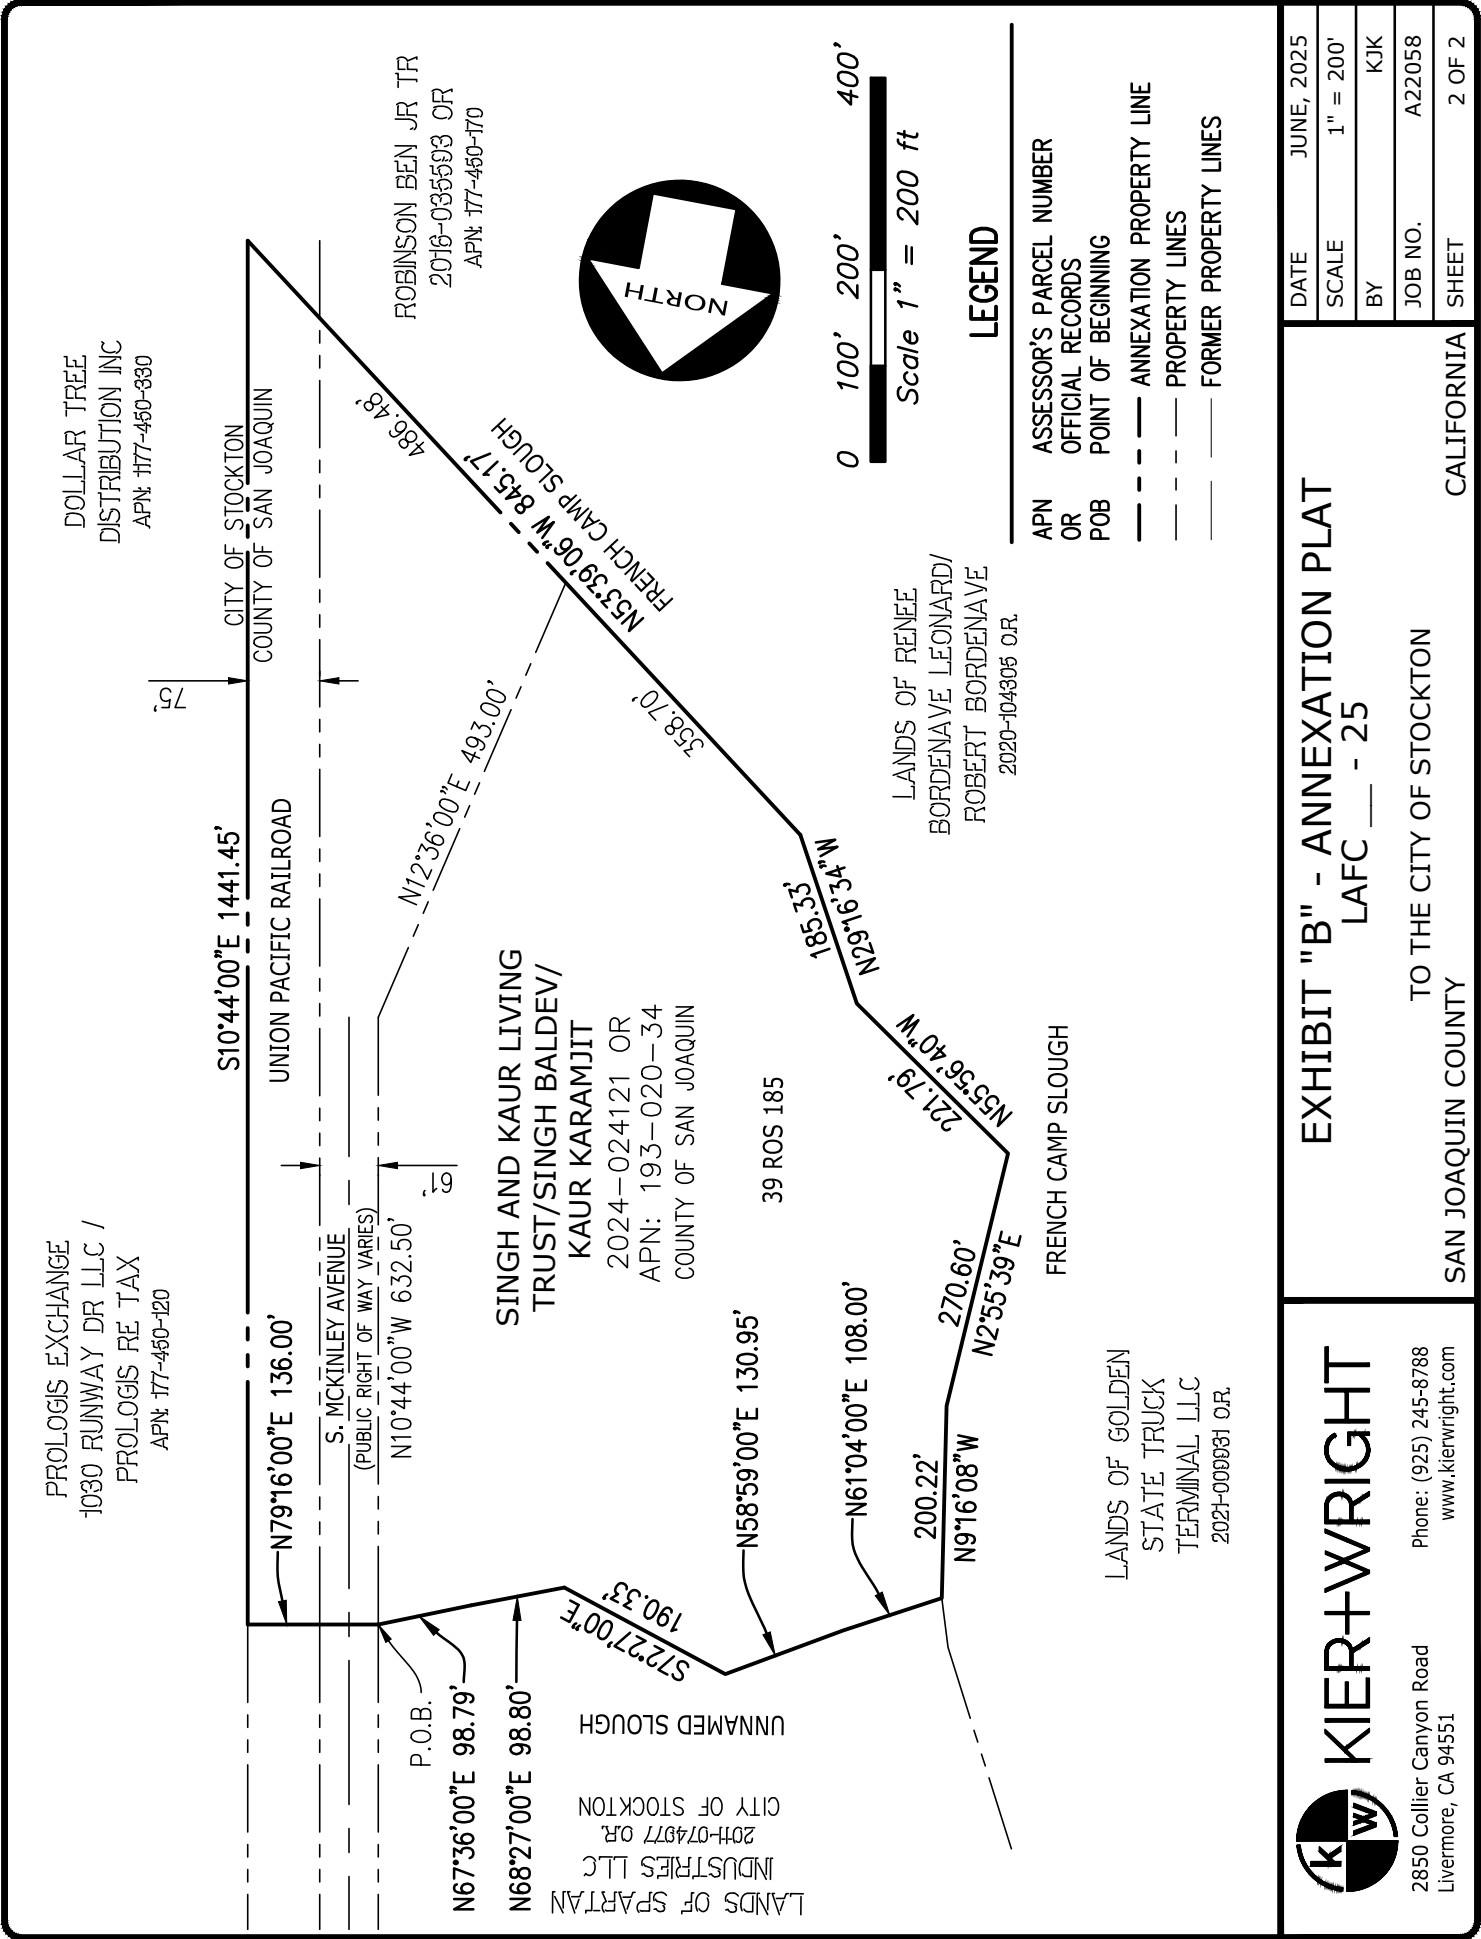 PROLOGIS EXCHANGE
1030 RUNWAY DR LLC /
PROLOGIS RE TAX
APN: 177-450-120
DOLLAR TREE
DISTRIBUTION INC
APN: 1177-450-330
75'
CITY OF STOCKTON
COUNTY OF SAN JOAQUIN
S10°44'00"E 1441.45'
UNION PACIFIC RAILROAD
N79°16'00"E 136.00'
S. MCKINLEY AVENUE
(PUBLIC RIGHT OF WAY VARIES)
N10°44'00"W 632.50'
61'
N12°36'00"E 493.00'
486.48'
N53°39'06"W 845.17'
FRENCH CAMP SLOUGH
358.70'
ROBINSON BEN JR TR
2016-035593 OR
APN: 177-450-170
P.O.B.
N67°36'00"E 98.79'
N68°27'00"E 98.80'
S72°27'00"E
190.33'
UNNAMED SLOUGH
LANDS OF SPARTAN
INDUSTRIES LLC
2011-074077 O.R.
CITY OF STOCKTON
SINGH AND KAUR LIVING
TRUST/SINGH BALDEV/
KAUR KARAMJIT
2024-024121 OR
APN: 193-020-34
COUNTY OF SAN JOAQUIN
39 ROS 185
N58°59'00"E 130.95'
N61°04'00"E 108.00'
200.22'
N9°16'08"W
270.60'
N2°55'39"E
221.79'
N55°56'40"W
185.33'
N29°16'34"W
FRENCH CAMP SLOUGH
LANDS OF GOLDEN
STATE TRUCK
TERMINAL LLC
2021-000931 O.R.
LANDS OF RENEE
BORDENAVE LEONARD/
ROBERT BORDENAVE
2020-104305 O.R.
NORTH
0 100' 200' 400'
Scale 1" = 200 ft
LEGEND
APN ASSESSOR'S PARCEL NUMBER
OR OFFICIAL RECORDS
POB POINT OF BEGINNING
ANNEXATION PROPERTY LINE
PROPERTY LINES
FORMER PROPERTY LINES
kw
KIER+WRIGHT
2850 Collier Canyon Road Phone: (925) 245-8788
Livermore, CA 94551 www.kierwright.com
EXHIBIT "B" - ANNEXATION PLAT
LAFC __ - 25
TO THE CITY OF STOCKTON
SAN JOAQUIN COUNTY CALIFORNIA
DATE JUNE, 2025
SCALE 1" = 200'
BY KJK
JOB NO. A22058
SHEET 2 OF 2